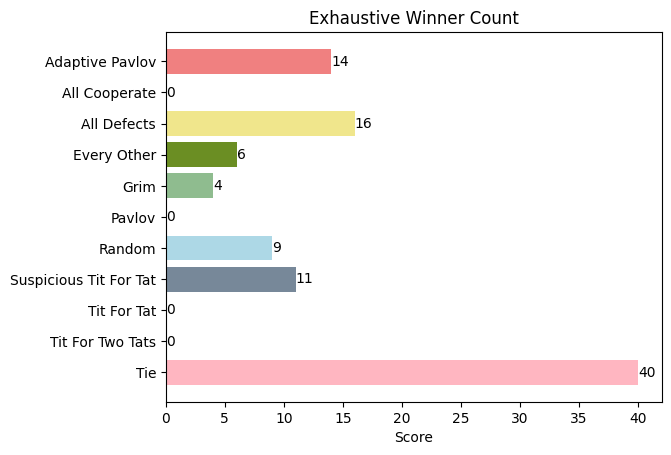 Exhaustive Winner Count
Adaptive Pavlov 14
All Cooperate 0
All Defects 16
Every Other 6
Grim 4
Pavlov 0
Random 9
Suspicious Tit For Tat 11
Tit For Tat 0
Tit For Two Tats 0
Tie 40
0 5 10 15 20 25 30 35 40
Score